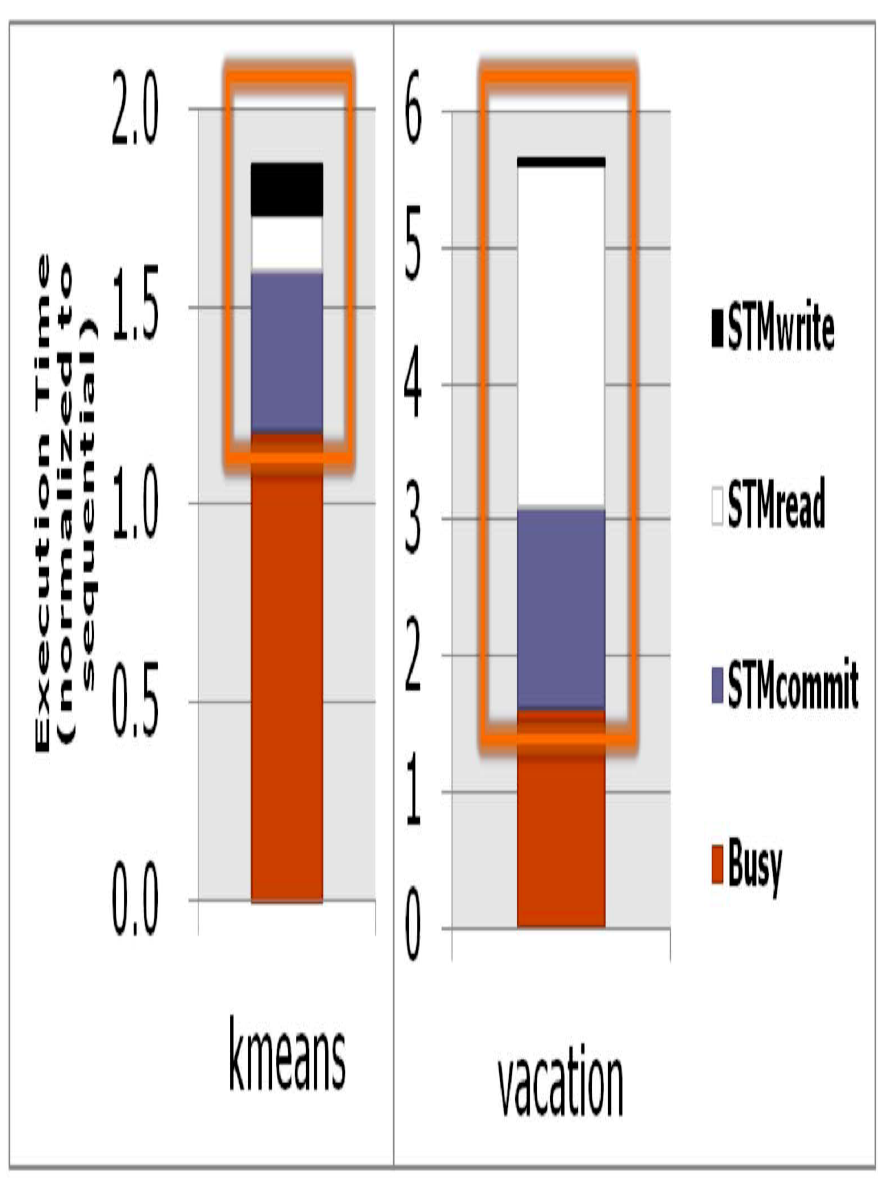 Execution Time
(normalized to
sequential)
2.0
1.5
1.0
0.5
0.0
kmeans
6
5
4
3
2
1
0
vacation
STMwrite
STMread
STMcommit
Busy